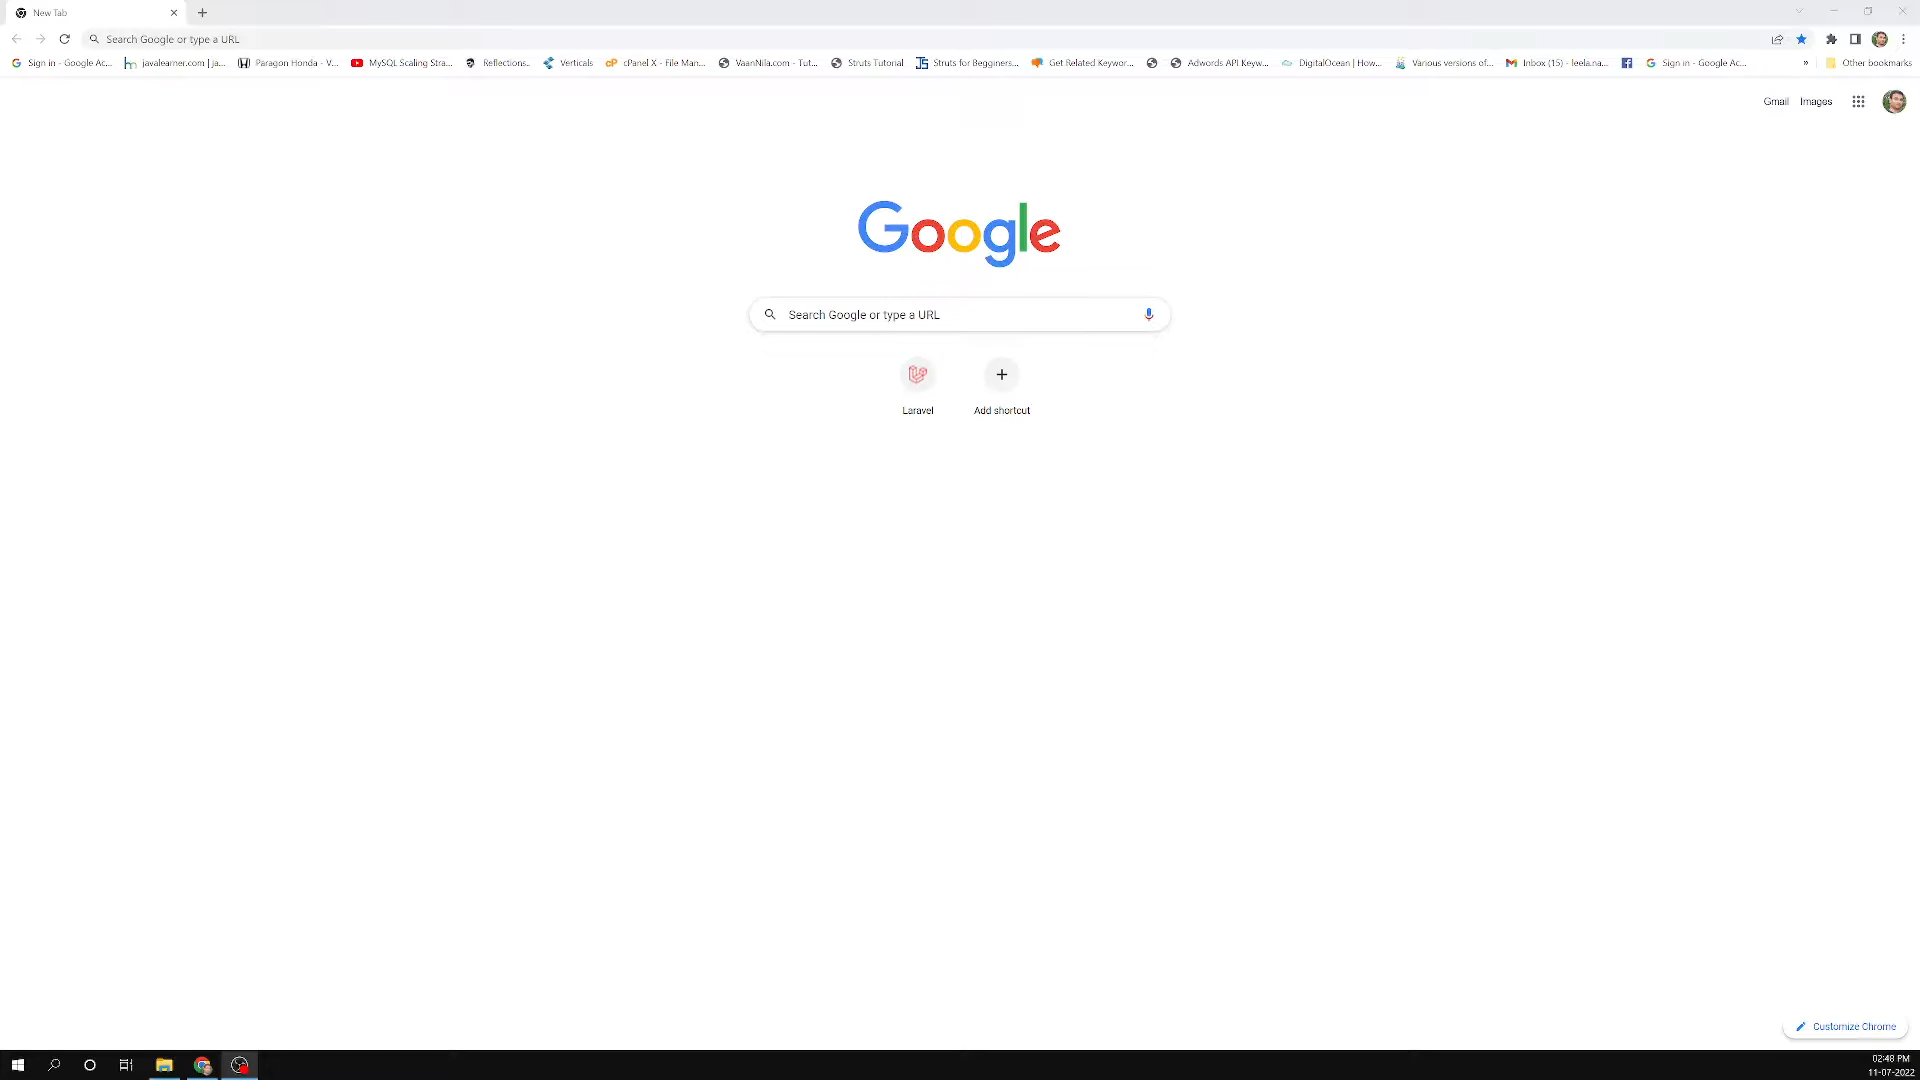 New Tab
Search Google or type a URL
Sign in - Google Ac... javalearner.com | ja... Paragon Honda - V... MySQL Scaling Stra... Reflections.. Verticals cPanel X - File Man... VaanNila.com - Tut... Struts Tutorial Struts for Begginers... Get Related Keywor... Adwords API Keyw... DigitalOcean | How... Various versions of... Inbox (15) - leela.na... Sign in - Google Ac... » Other bookmarks
Gmail Images
Google
Search Google or type a URL
Laravel Add shortcut
Customize Chrome
02:48 PM
11-07-2022